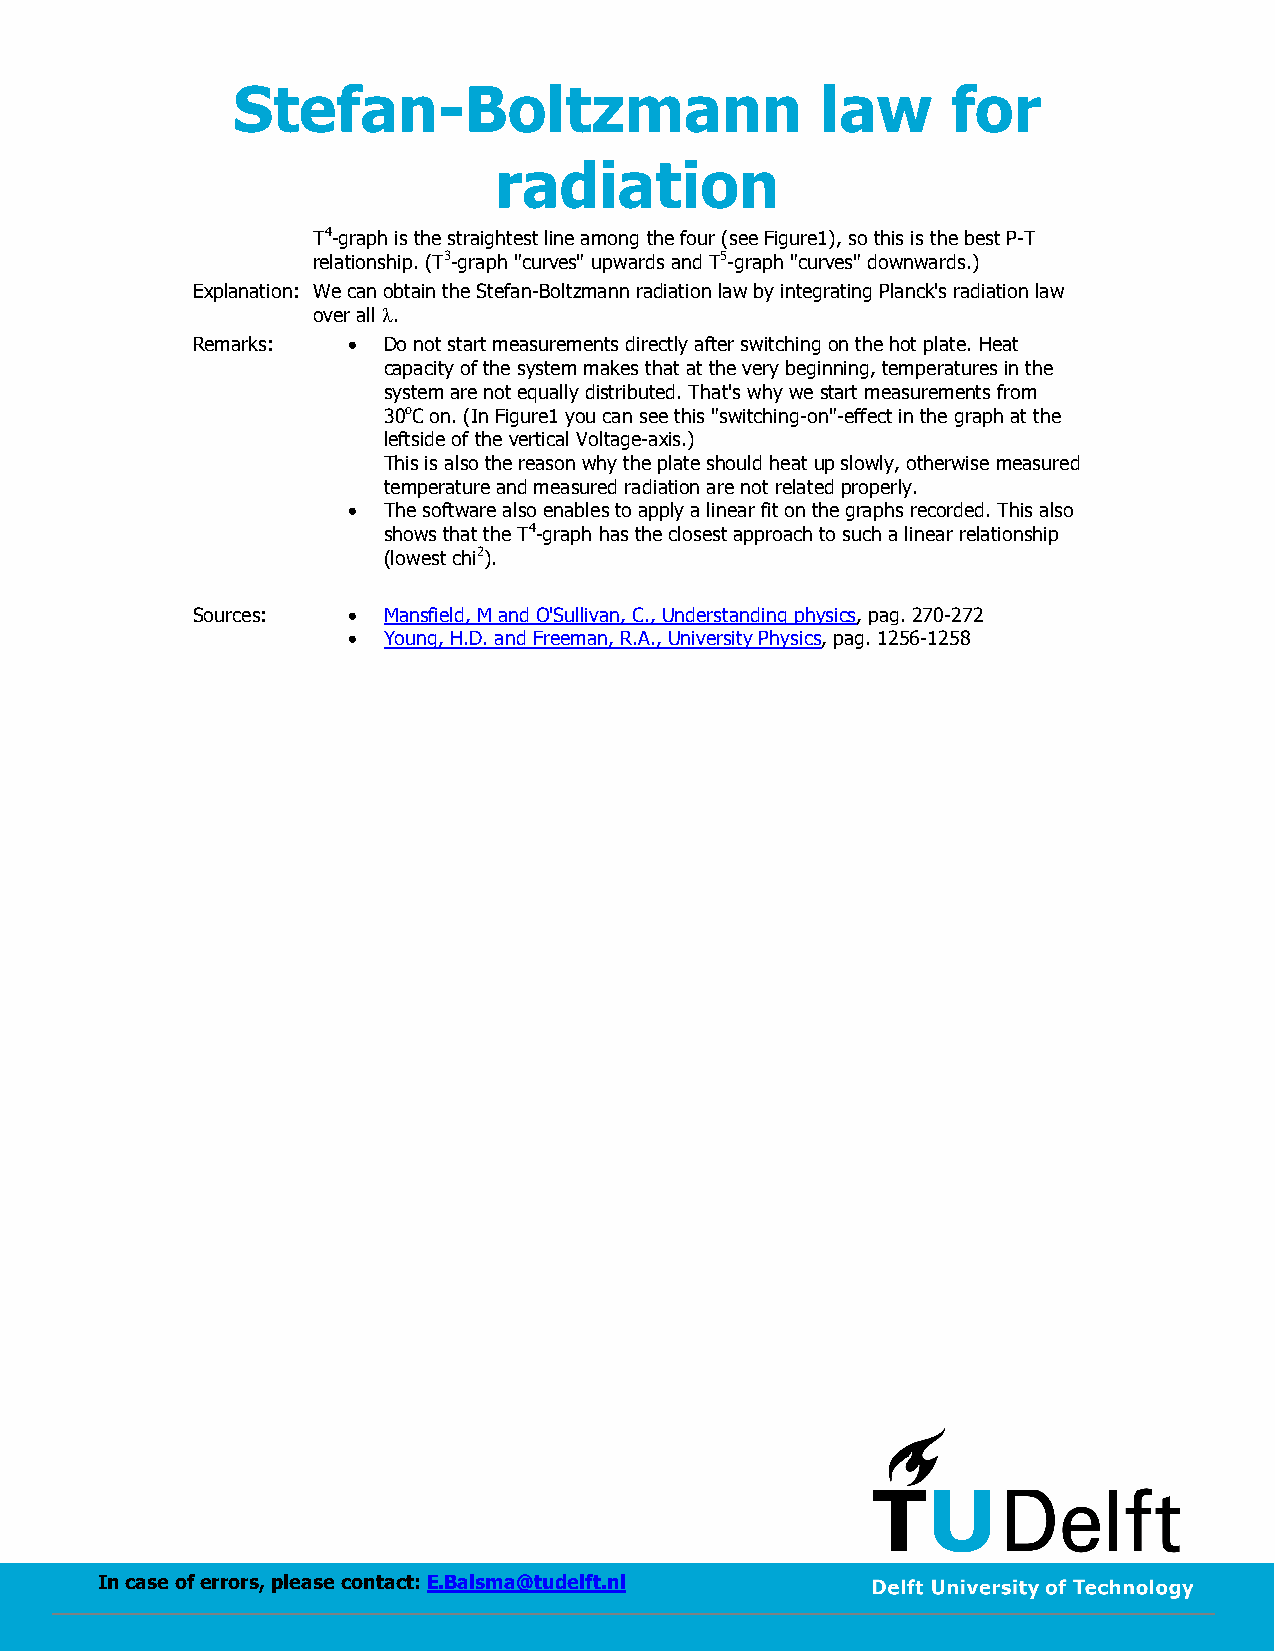 Stefan-Boltzmann law for
radiation
T⁴-graph is the straightest line among the four (see Figure1), so this is the best P-T
relationship. (T³-graph "curves" upwards and T⁵-graph "curves" downwards.)
Explanation: We can obtain the Stefan-Boltzmann radiation law by integrating Planck's radiation law
over all λ.
Remarks: • Do not start measurements directly after switching on the hot plate. Heat
capacity of the system makes that at the very beginning, temperatures in the
system are not equally distributed. That's why we start measurements from
30°C on. (In Figure1 you can see this "switching-on"-effect in the graph at the
leftside of the vertical Voltage-axis.)
This is also the reason why the plate should heat up slowly, otherwise measured
temperature and measured radiation are not related properly.
• The software also enables to apply a linear fit on the graphs recorded. This also
shows that the T⁴-graph has the closest approach to such a linear relationship
(lowest chi²).
Sources: • Mansfield, M and O'Sullivan, C., Understanding physics, pag. 270-272
• Young, H.D. and Freeman, R.A., University Physics, pag. 1256-1258
TUDelft
In case of errors, please contact: E.Balsma@tudelft.nl
Delft University of Technology